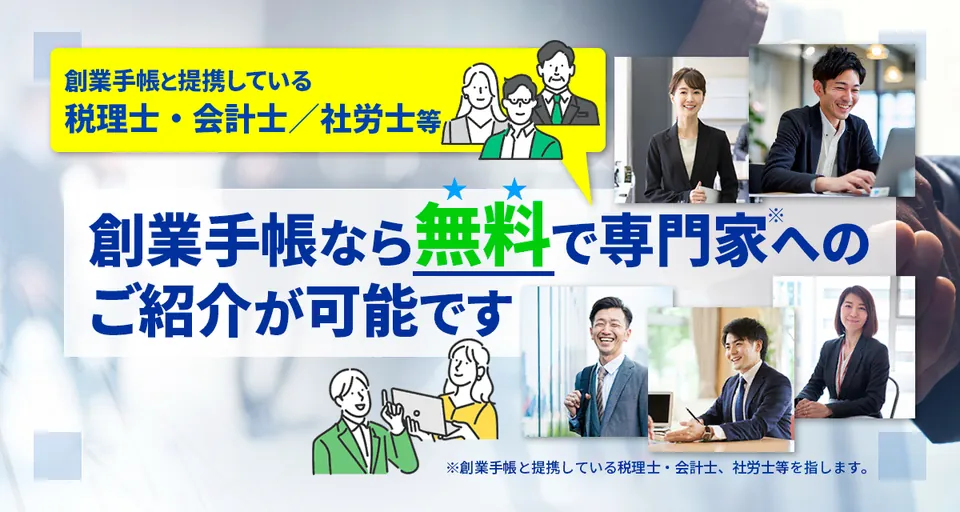 創業手帳と提携している
税理士・会計士／社労士等
創業手帳なら無料で専門家※への
ご紹介が可能です
※創業手帳と提携している税理士・会計士、社労士等を指します。